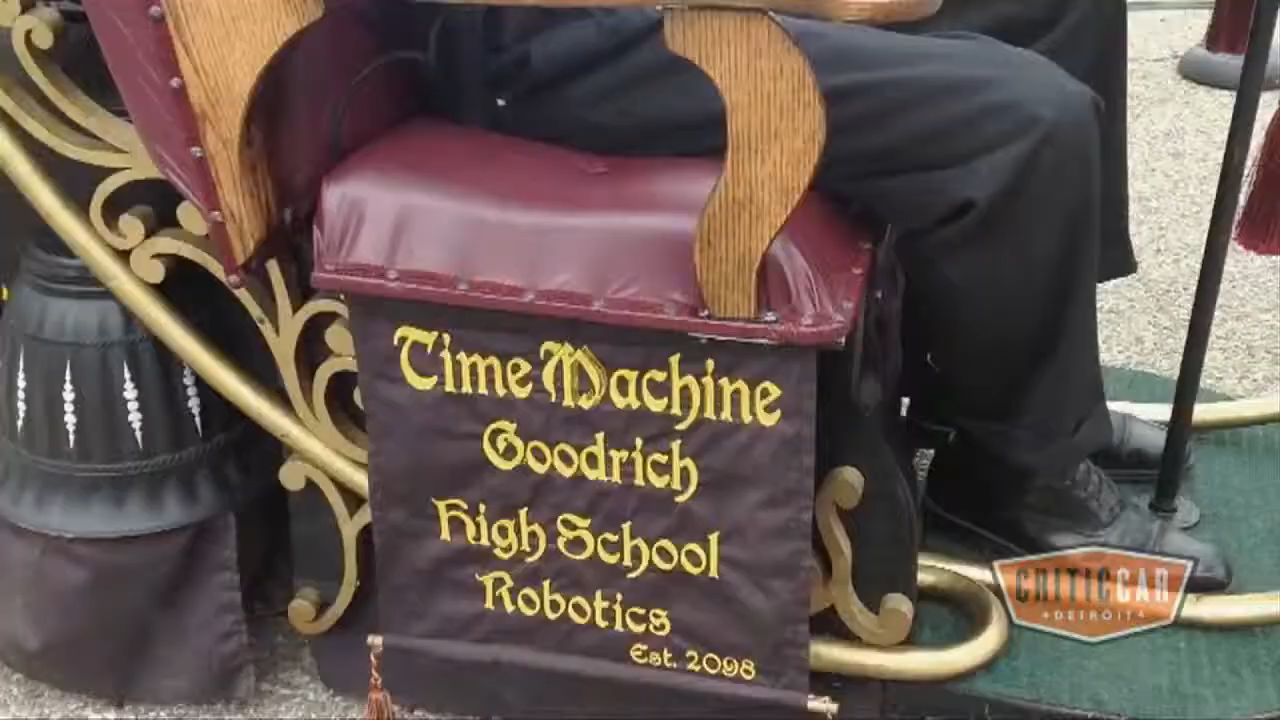 Time Machine
Goodrich
High School
Robotics
Est. 2098
CRITICCAR
DETROIT